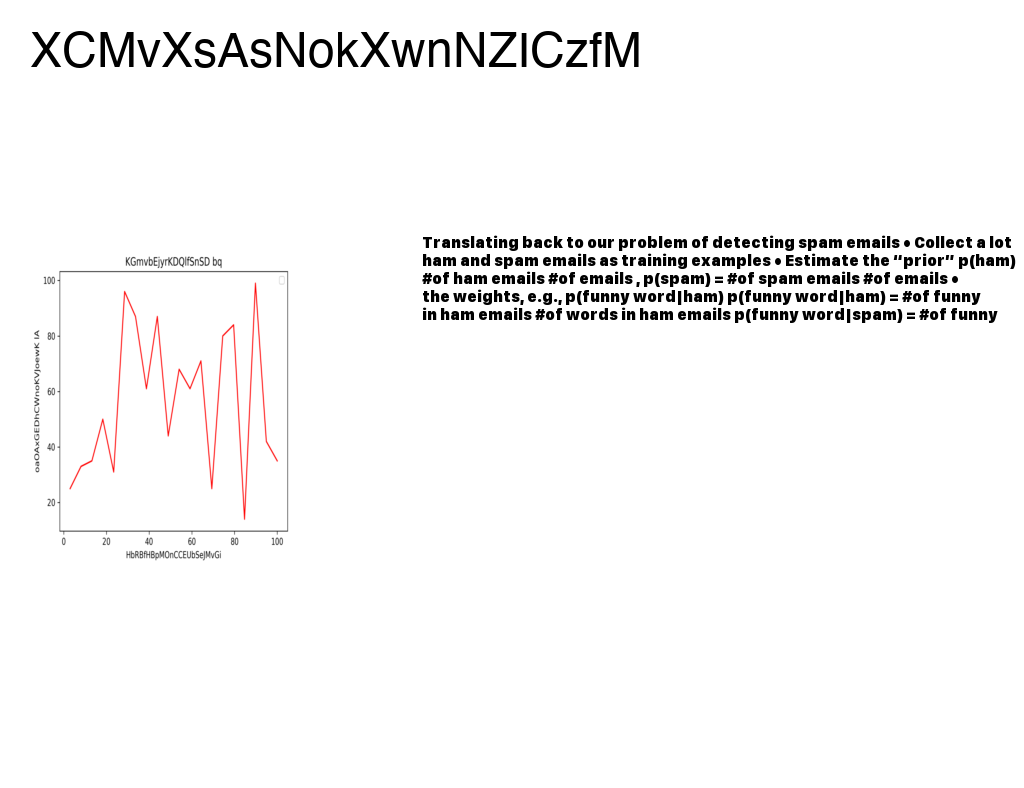 XCMvXsAsNokXwnNZICzfM
Translating back to our problem of detecting spam emails • Collect a lot
ham and spam emails as training examples • Estimate the “prior” p(ham)
#of ham emails #of emails , p(spam) = #of spam emails #of emails •
the weights, e.g., p(funny word|ham) p(funny word|ham) = #of funny
in ham emails #of words in ham emails p(funny word|spam) = #of funny
KGmvbEjyrKDQlfSnSD bq
100
80
60
40
20
oaOAxGEDhCWnoKVJoewK IA
0 20 40 60 80 100
HbRBfHBpMOnCCEUbSeJMvGi